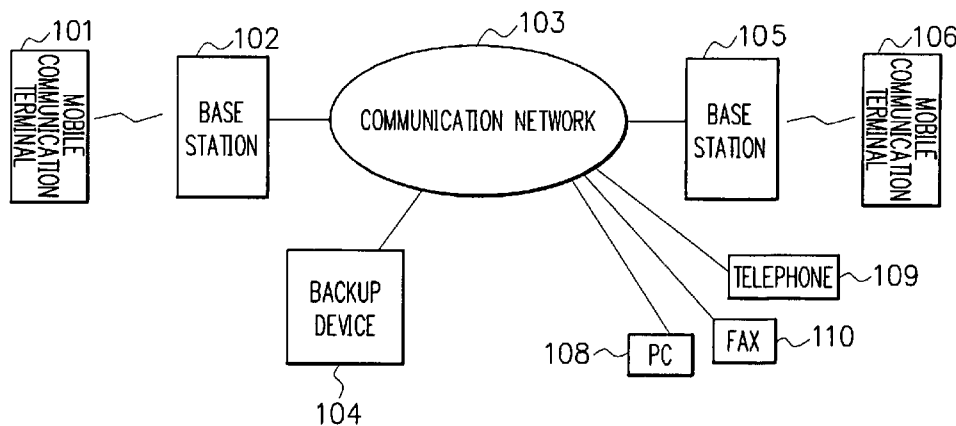 101
MOBILE
COMMUNICATION
TERMINAL
102
BASE
STATION
103
COMMUNICATION NETWORK
105
BASE
STATION
106
MOBILE
COMMUNICATION
TERMINAL
BACKUP
DEVICE
104
TELEPHONE
109
FAX
110
108
PC